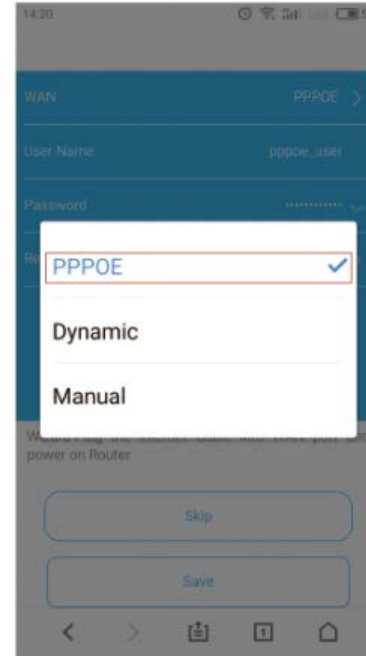 14:20
WAN PPPOE
User Name pppoe_user
Password ············
PPPOE
Dynamic
Manual
power on Router
Skip
Save
1